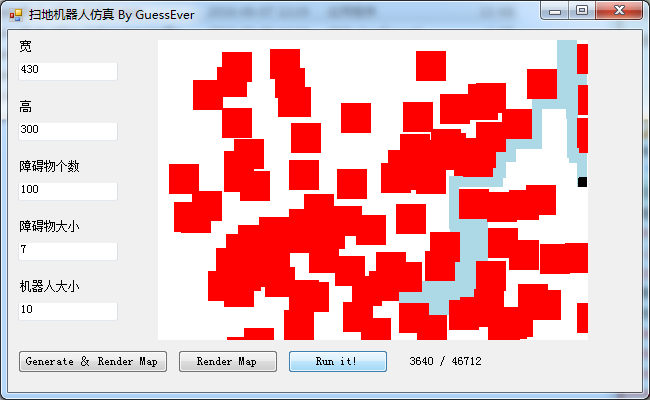 扫地机器人仿真 By GuessEver
宽
430
高
300
障碍物个数
100
障碍物大小
7
机器人大小
10
Generate & Render Map
Render Map
Run it!
3640 / 46712